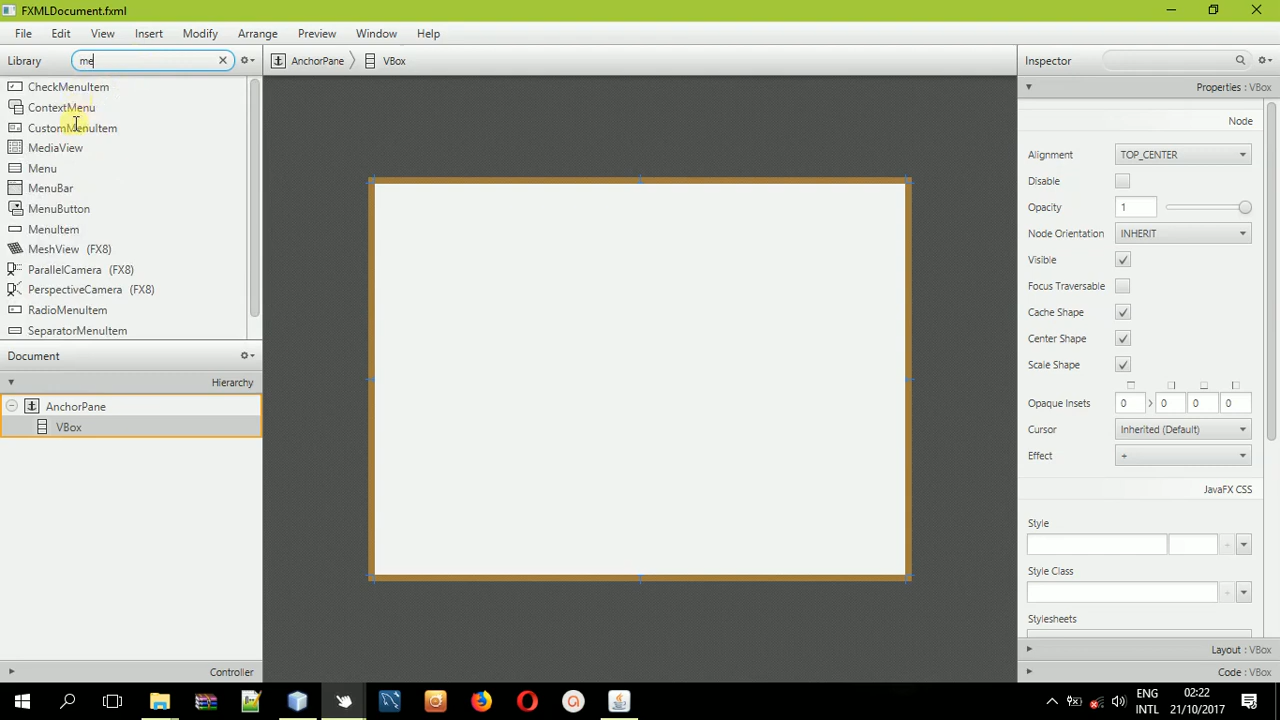 FXMLDocument.fxml
File Edit View Insert Modify Arrange Preview Window Help
Library me
AnchorPane VBox
Inspector
CheckMenuItem
ContextMenu
CustomMenuItem
MediaView
Menu
MenuBar
MenuButton
MenuItem
MeshView (FX8)
ParallelCamera (FX8)
PerspectiveCamera (FX8)
RadioMenuItem
SeparatorMenuItem
Document
Hierarchy
AnchorPane
VBox
Controller
Properties : VBox
Node
Alignment TOP_CENTER
Disable
Opacity 1
Node Orientation INHERIT
Visible
Focus Traversable
Cache Shape
Center Shape
Scale Shape
Opaque Insets 0 0 0 0
Cursor Inherited (Default)
Effect +
JavaFX CSS
Style
Style Class
Stylesheets
Layout : VBox
Code : VBox
ENG 02:22
INTL 21/10/2017